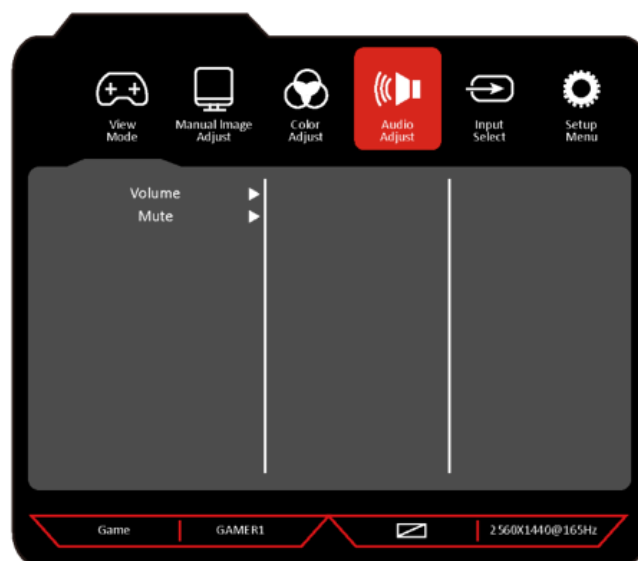 View
Mode
Manual Image
Adjust
Color
Adjust
Audio
Adjust
Input
Select
Setup
Menu
Volume
Mute
Game
GAMER1
2560X1440@165Hz